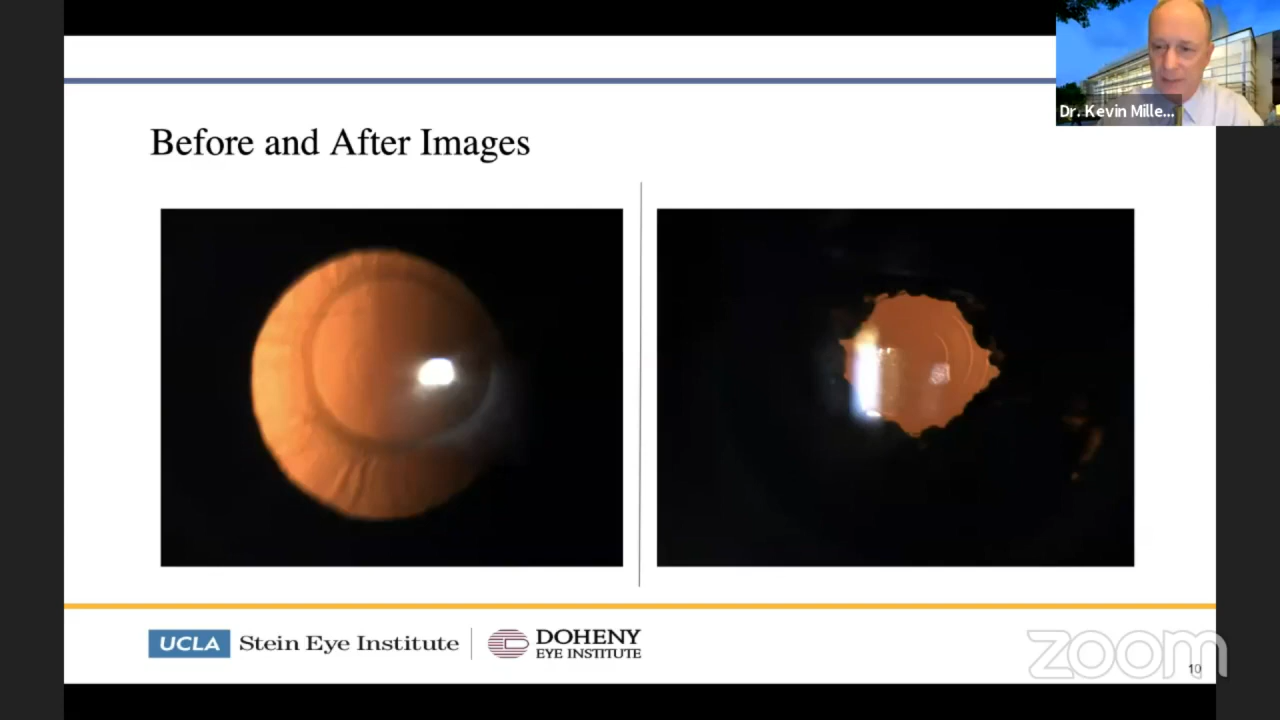 Dr. Kevin Mille...
Before and After Images
UCLA Stein Eye Institute
DOHENY
EYE INSTITUTE
zoom
10